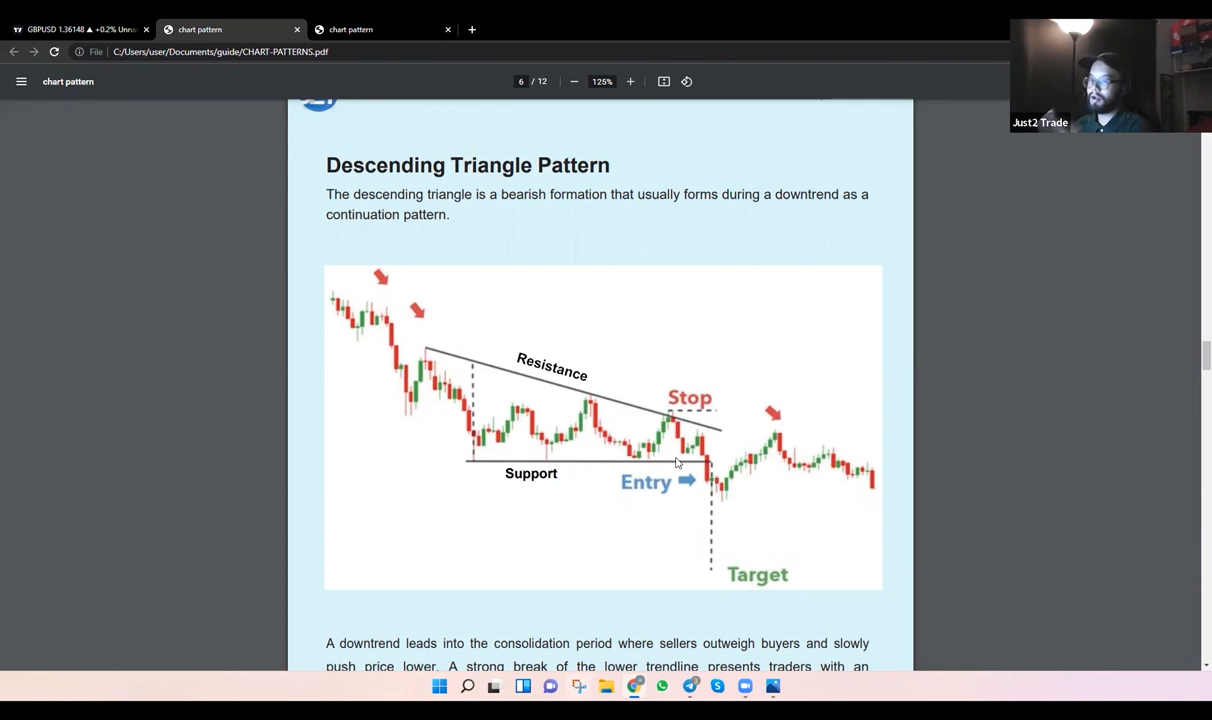 GBPUSD 1.36148 ▲ +0.2% Unna
chart pattern
chart pattern
File
C:/Users/user/Documents/guide/CHART-PATTERNS.pdf
chart pattern
6 / 12
125%
Just2 Trade
Descending Triangle Pattern
The descending triangle is a bearish formation that usually forms during a downtrend as a
continuation pattern.
Resistance
Stop
Support
Entry
Target
A downtrend leads into the consolidation period where sellers outweigh buyers and slowly
push price lower. A strong break of the lower trendline presents traders with an